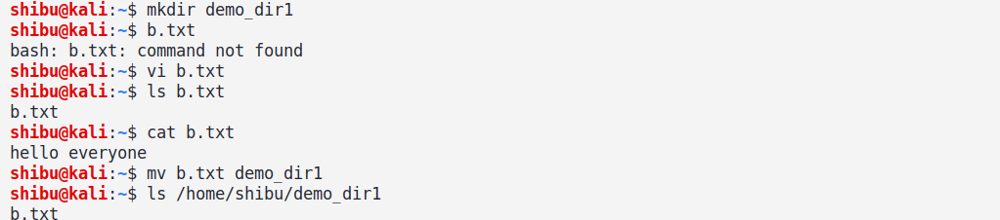 shibu@kali:~$ mkdir demo_dir1
shibu@kali:~$ b.txt
bash: b.txt: command not found
shibu@kali:~$ vi b.txt
shibu@kali:~$ ls b.txt
b.txt
shibu@kali:~$ cat b.txt
hello everyone
shibu@kali:~$ mv b.txt demo_dir1
shibu@kali:~$ ls /home/shibu/demo_dir1
b.txt